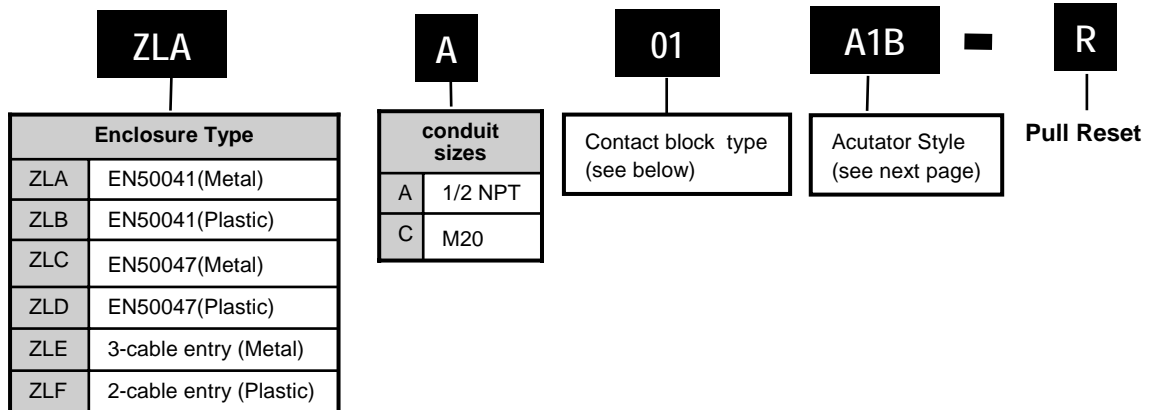 ZLA A 01 A1B - R
Enclosure Type
ZLA EN50041(Metal)
ZLB EN50041(Plastic)
ZLC EN50047(Metal)
ZLD EN50047(Plastic)
ZLE 3-cable entry (Metal)
ZLF 2-cable entry (Plastic)
conduit
sizes
A 1/2 NPT
C M20
Contact block type
(see below)
Acutator Style
(see next page)
Pull Reset